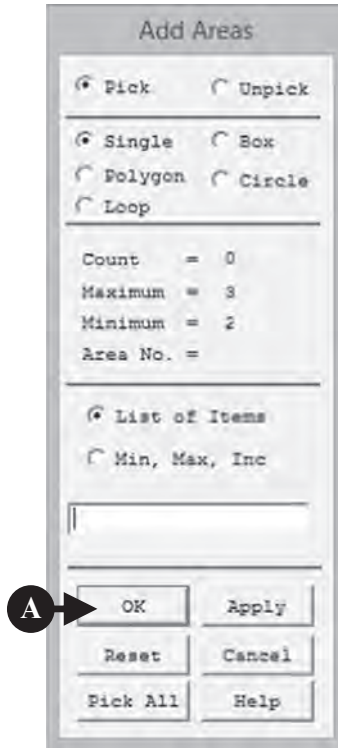 Add Areas
Pick Unpick
Single Box
Polygon Circle
Loop
Count = 0
Maximum = 3
Minimum = 2
Area No. =
List of Items
Min, Max, Inc
A OK Apply
Reset Cancel
Pick All Help